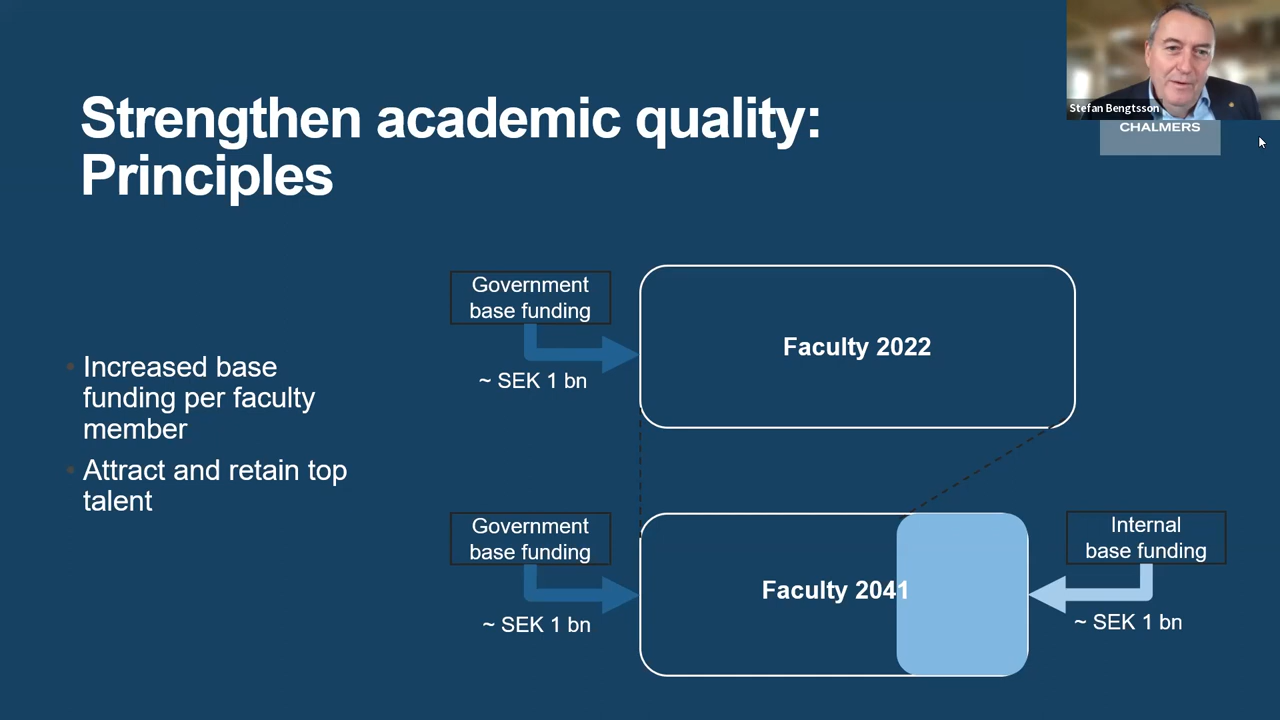 Strengthen academic quality:
Principles
Stefan Bengtsson
CHALMERS
Increased base
funding per faculty
member
Attract and retain top
talent
Government
base funding
~ SEK 1 bn
Faculty 2022
Government
base funding
~ SEK 1 bn
Faculty 2041
Internal
base funding
~ SEK 1 bn